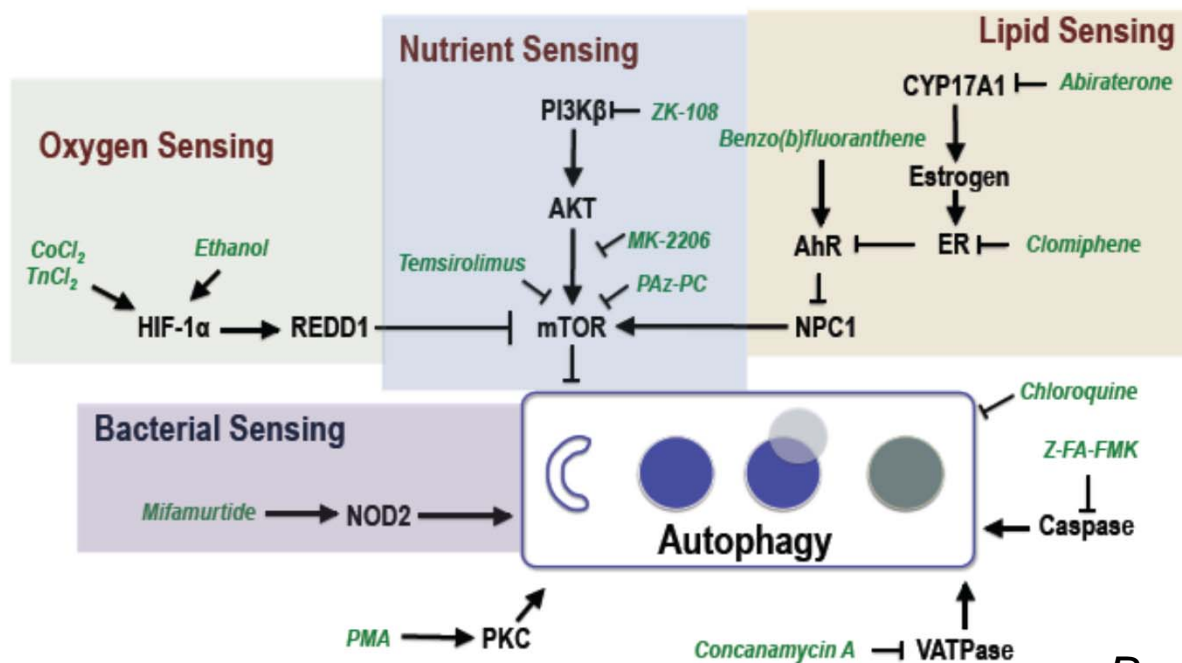 Lipid Sensing
Nutrient Sensing
CYP17A1
Abiraterone
PI3Kβ
ZK-108
Benzo(b)fluoranthene
Oxygen Sensing
Estrogen
AKT
CoCl2
TnCl2
Ethanol
MK-2206
AhR
ER
Clomiphene
Temsirolimus
PAz-PC
HIF-1α
REDD1
mTOR
NPC1
Bacterial Sensing
Chloroquine
Z-FA-FMK
Mifamurtide
NOD2
Caspase
Autophagy
PMA
PKC
Concanamycin A
VATPase